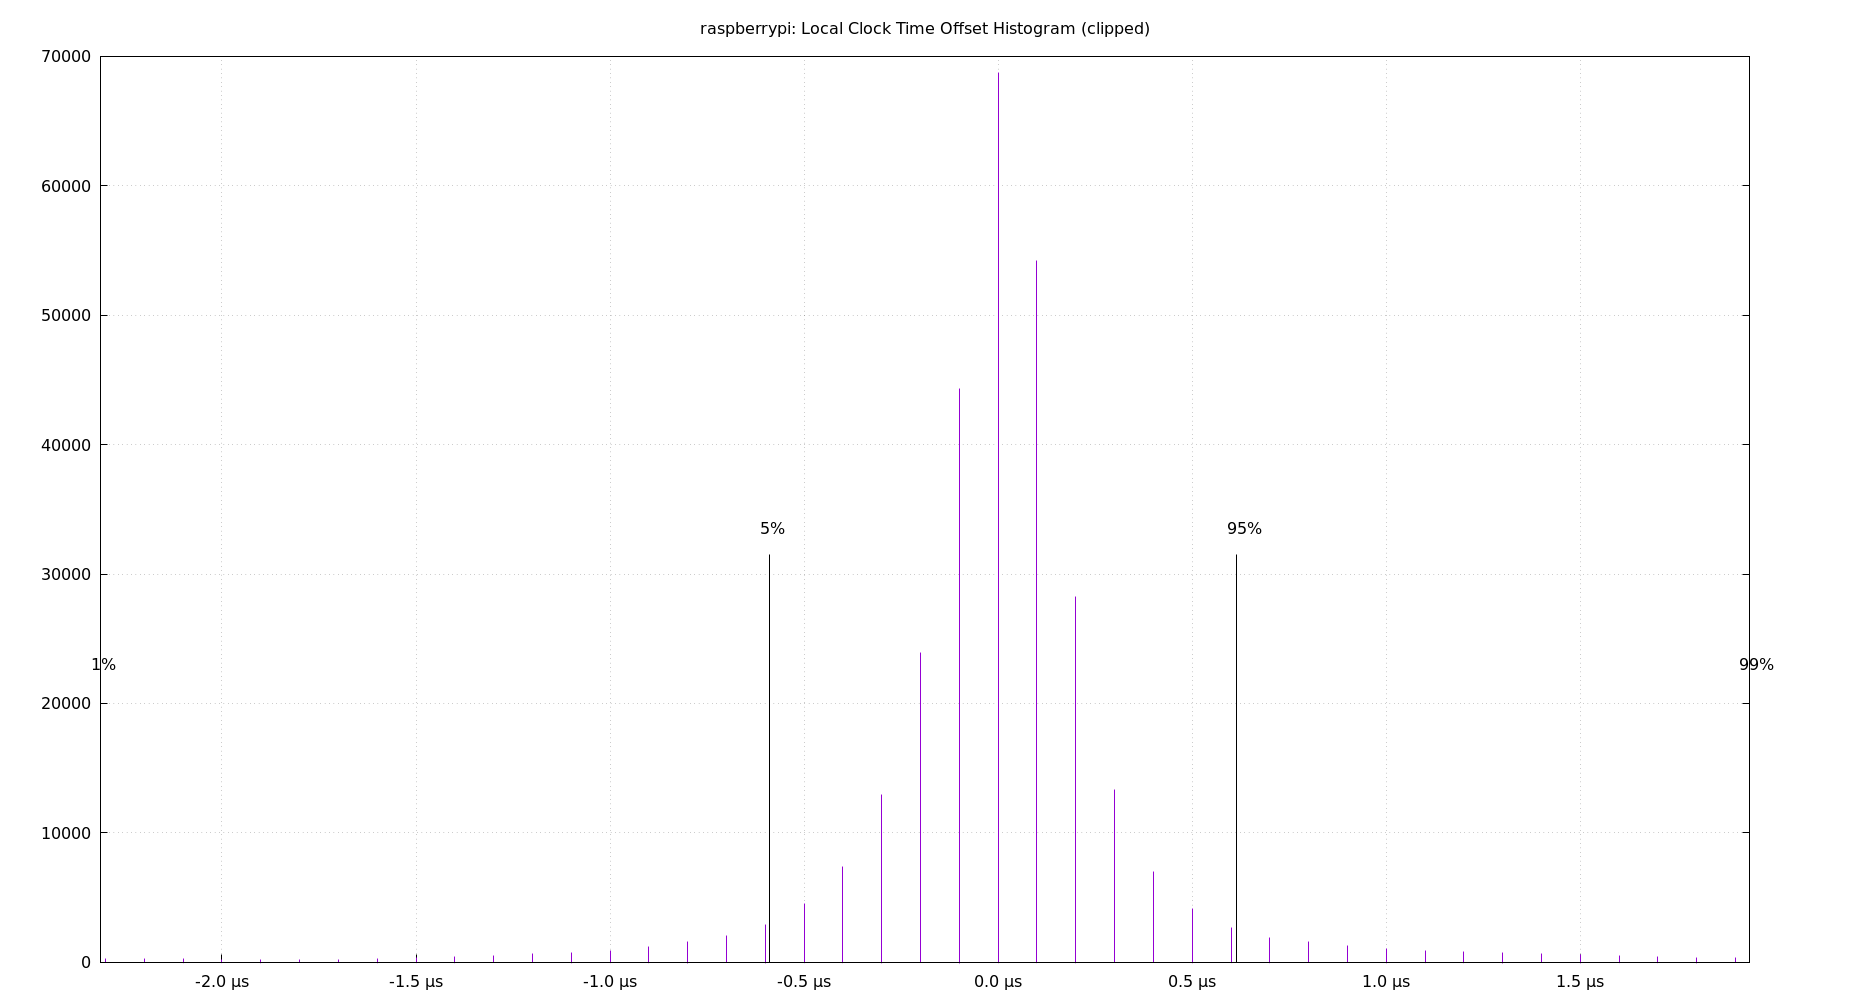 raspberrypi: Local Clock Time Offset Histogram (clipped)
70000
60000
50000
40000
30000
20000
10000
0
5%
95%
1%
99%
-2.0 µs
-1.5 µs
-1.0 µs
-0.5 µs
0.0 µs
0.5 µs
1.0 µs
1.5 µs